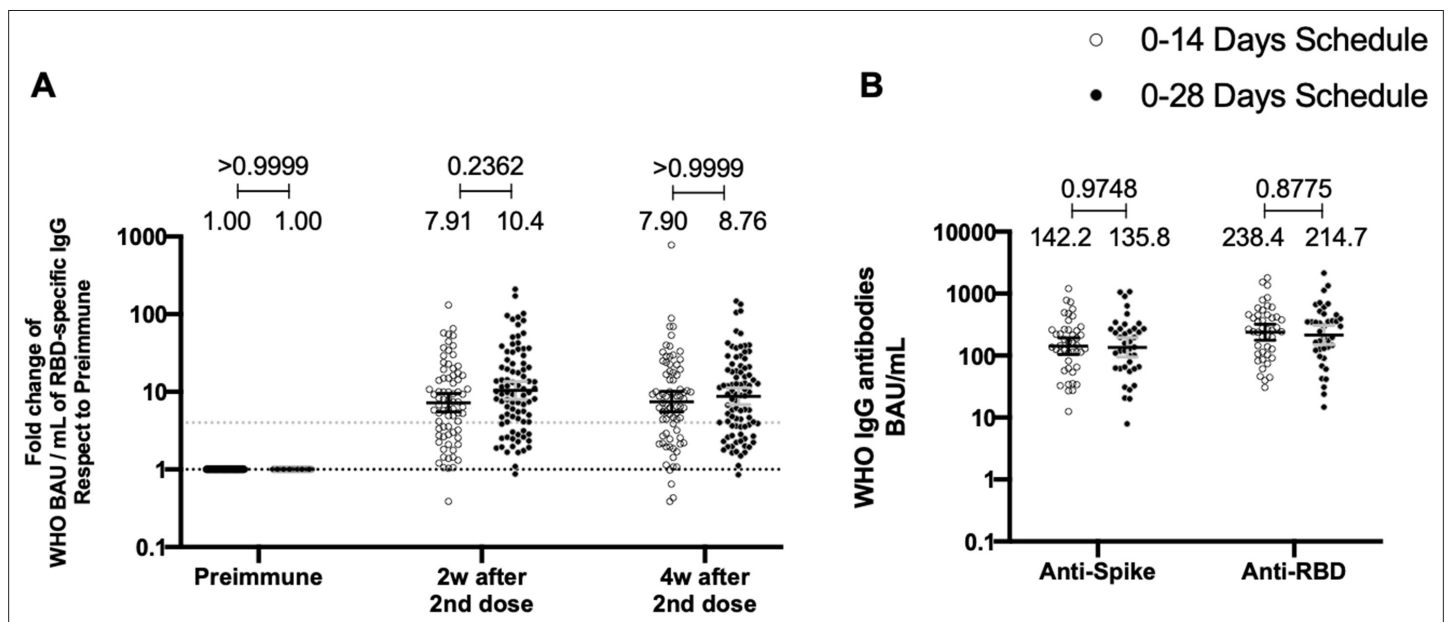 0-14 Days Schedule
0-28 Days Schedule
A
>0.9999
0.2362
>0.9999
1.00 1.00
7.91 10.4
7.90 8.76
Fold change of
WHO BAU / mL of RBD-specific IgG
Respect to Preimmune
1000
100
10
1
0.1
Preimmune
2w after
2nd dose
4w after
2nd dose
B
0.9748
0.8775
142.2 135.8
238.4 214.7
WHO IgG antibodies
BAU/mL
10000
1000
100
10
1
0.1
Anti-Spike
Anti-RBD